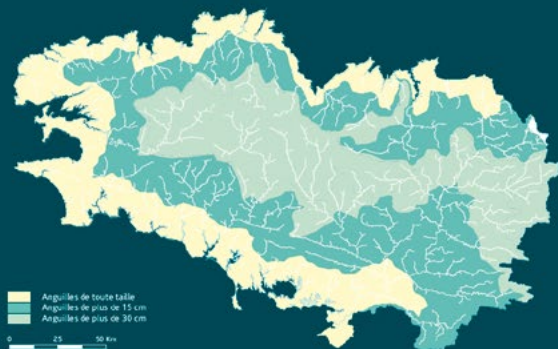 Anguilles de toute taille
Anguilles de plus de 15 cm
Anguilles de plus de 30 cm
0 25 50 Km